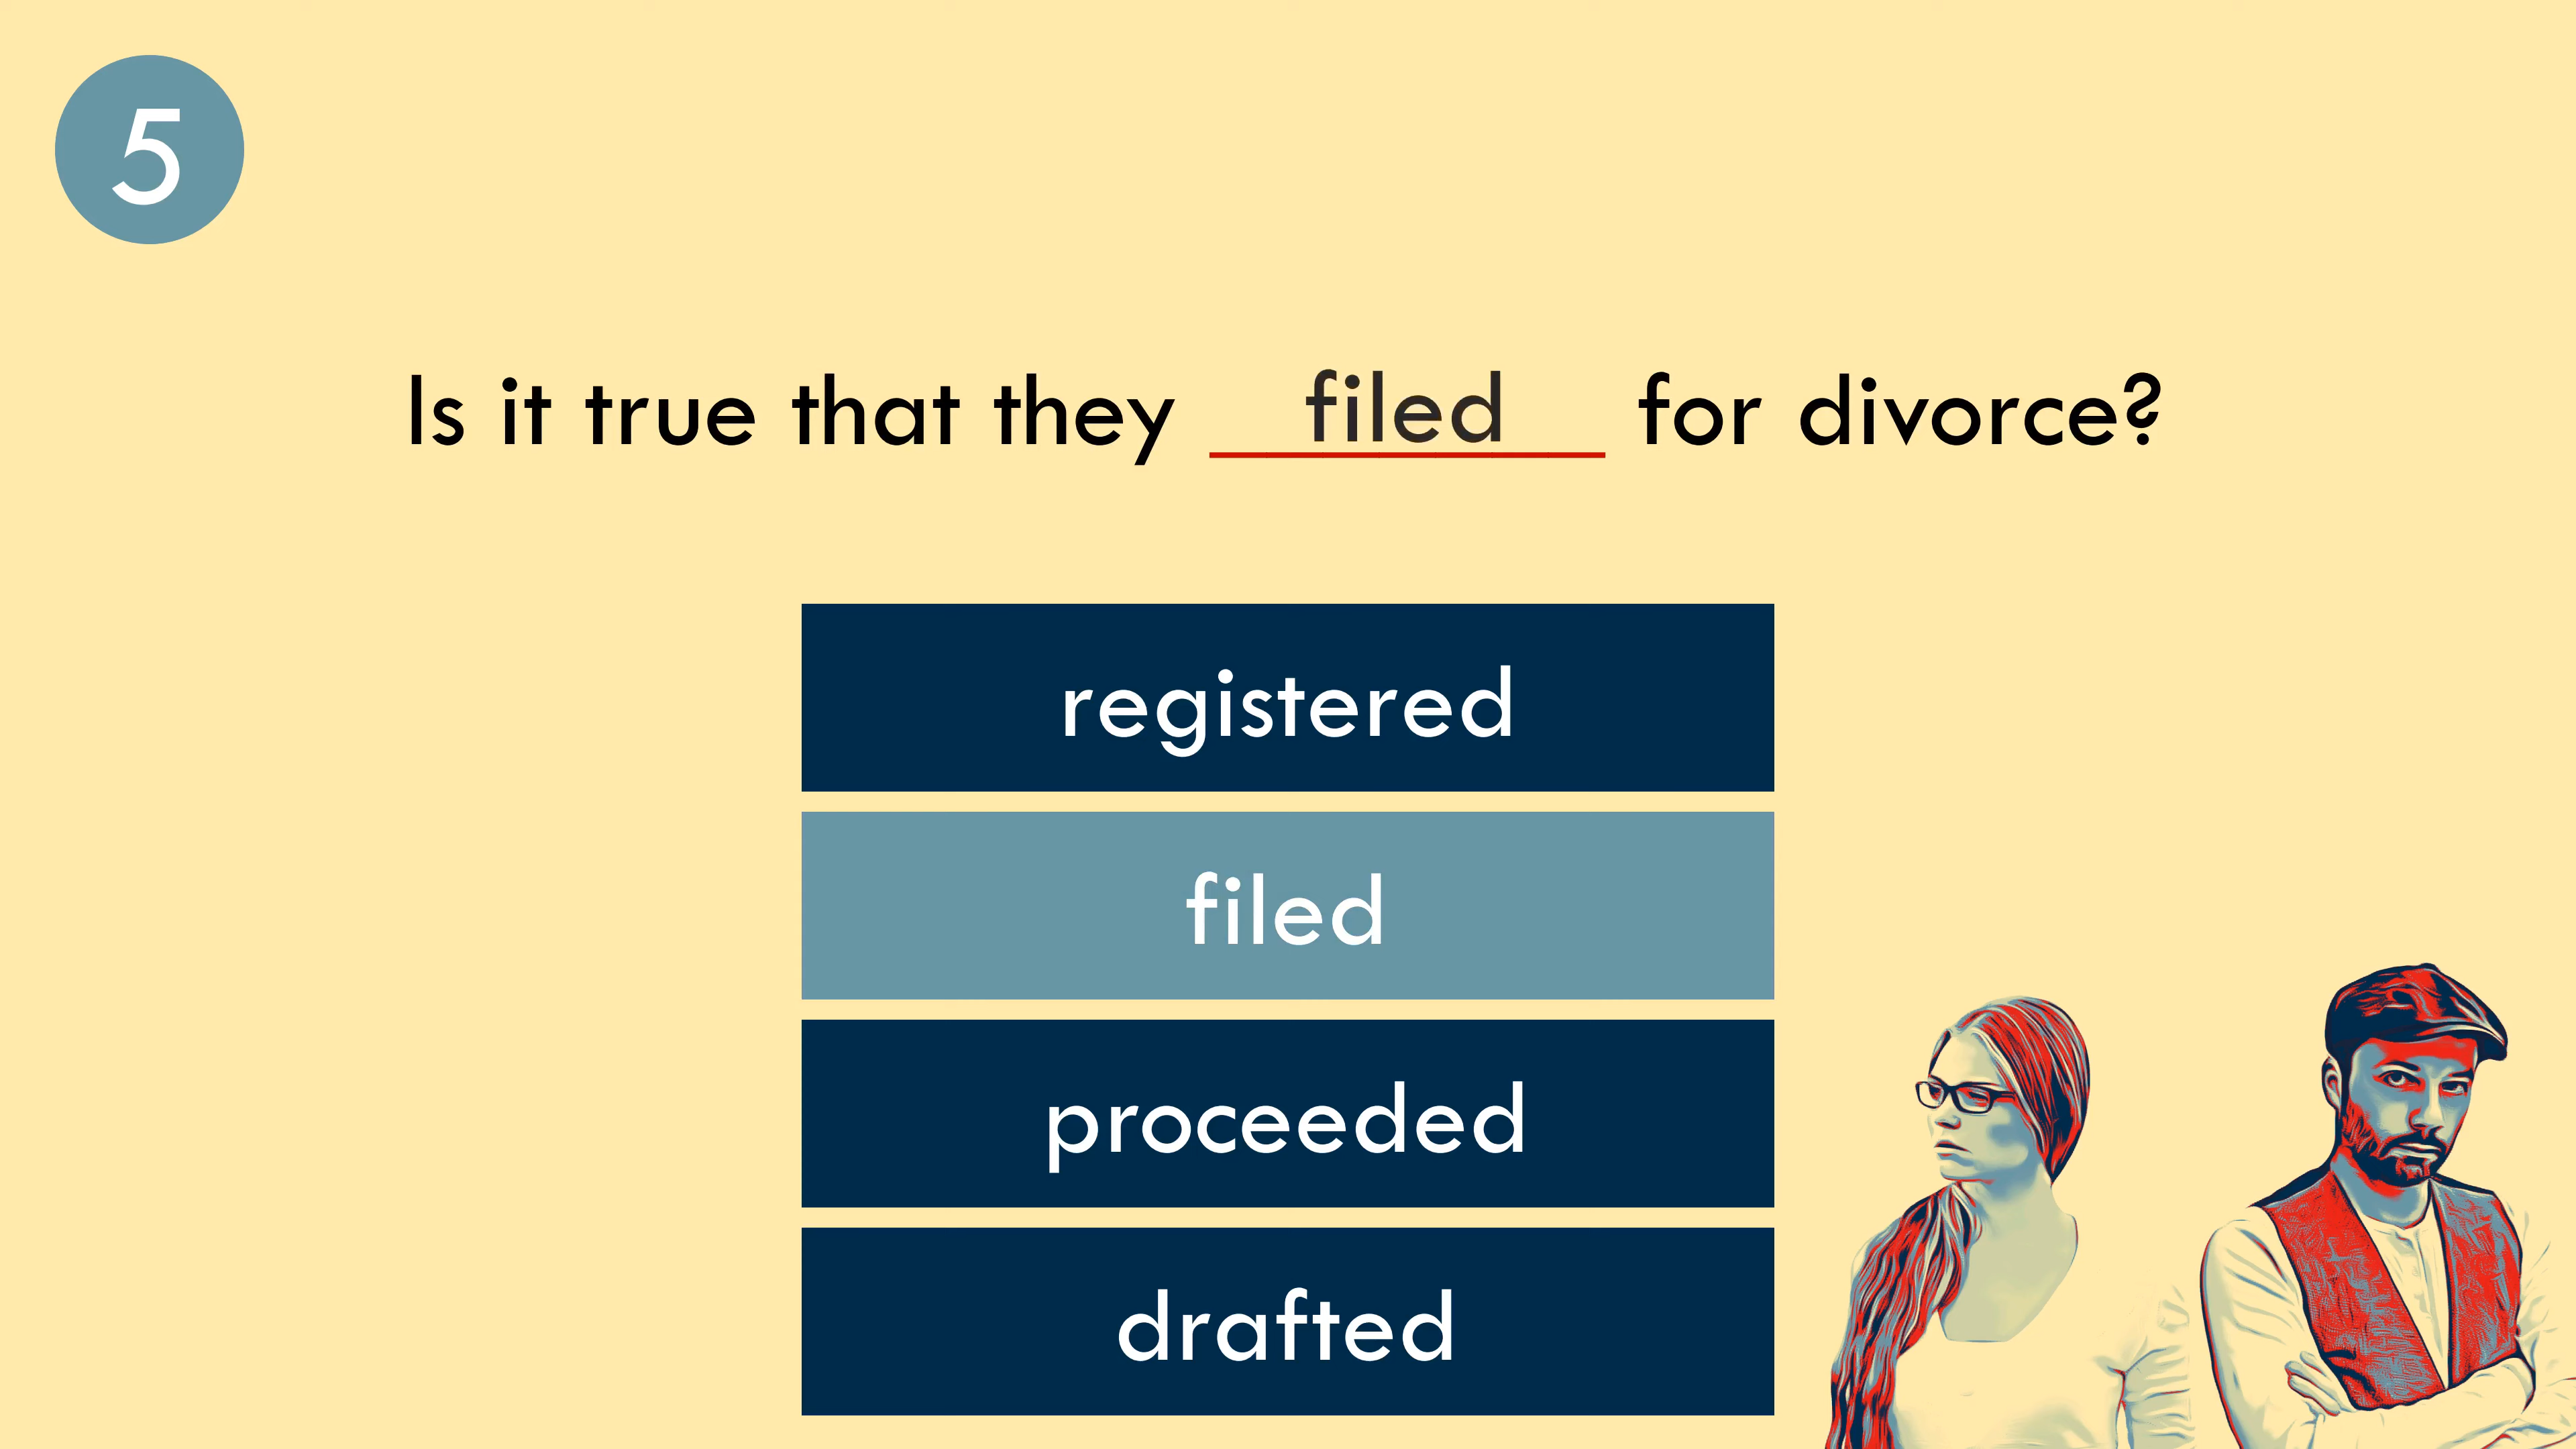 5
Is it true that they filed for divorce?
registered
filed
proceeded
drafted